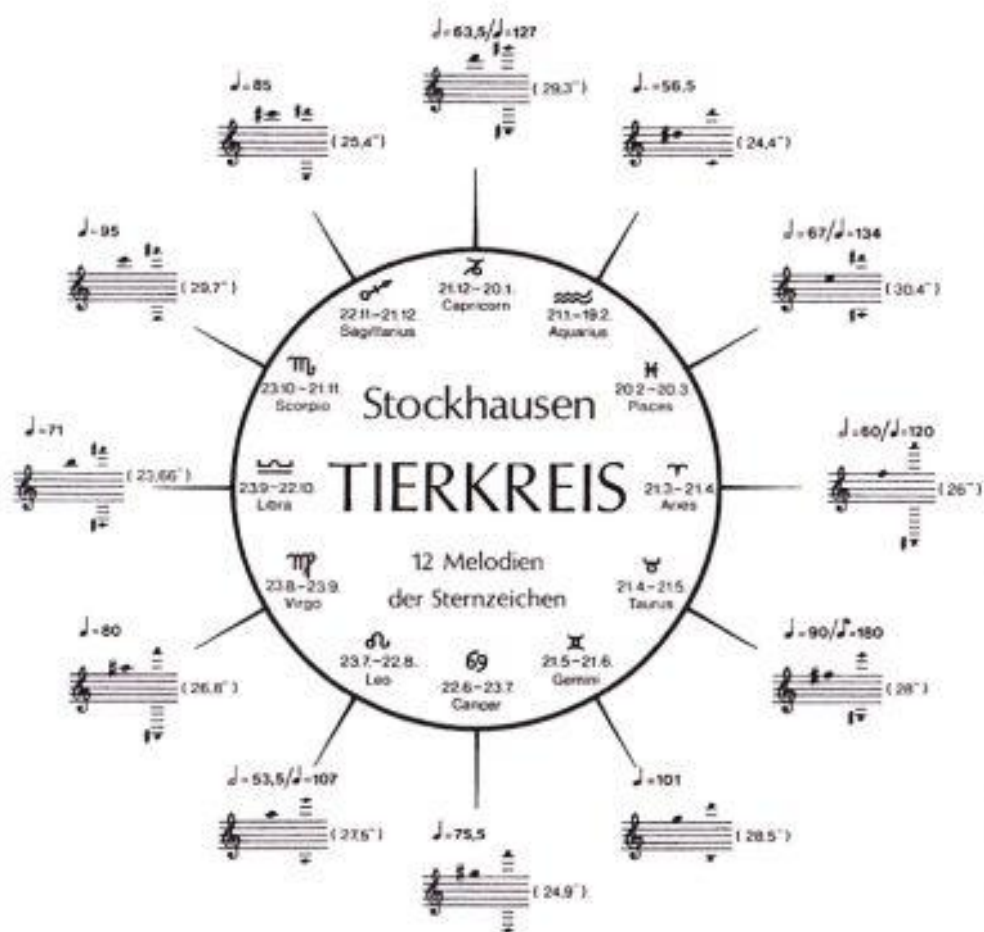 𝅗𝅥=63,5/♩=127
(29,3")
♩.=56,5
(24,4")
𝅗𝅥=67/♩=134
(30,4")
𝅗𝅥=60/♩=120
(26")
♩=90/♪=180
(28")
♩=101
(28,5")
♩=75,5
(24,9")
𝅗𝅥=53,5/♩=107
(27,5")
♩=80
(26,8")
♩=71
(23,66")
♩=95
(29,7")
♩=85
(25,4")
21.12-20.1.
Capricorn
21.1.-19.2.
Aquarius
20.2-20.3
Pisces
21.3.-21.4.
Aries
21.4.-21.5.
Taurus
21.5-21.6.
Gemini
22.6-23.7.
Cancer
23.7.-22.8.
Leo
23.8.-23.9.
Virgo
23.9-22.10.
Libra
23.10-21.11.
Scorpio
22.11-21.12.
Sagittarius
Stockhausen
TIERKREIS
12 Melodien
der Sternzeichen